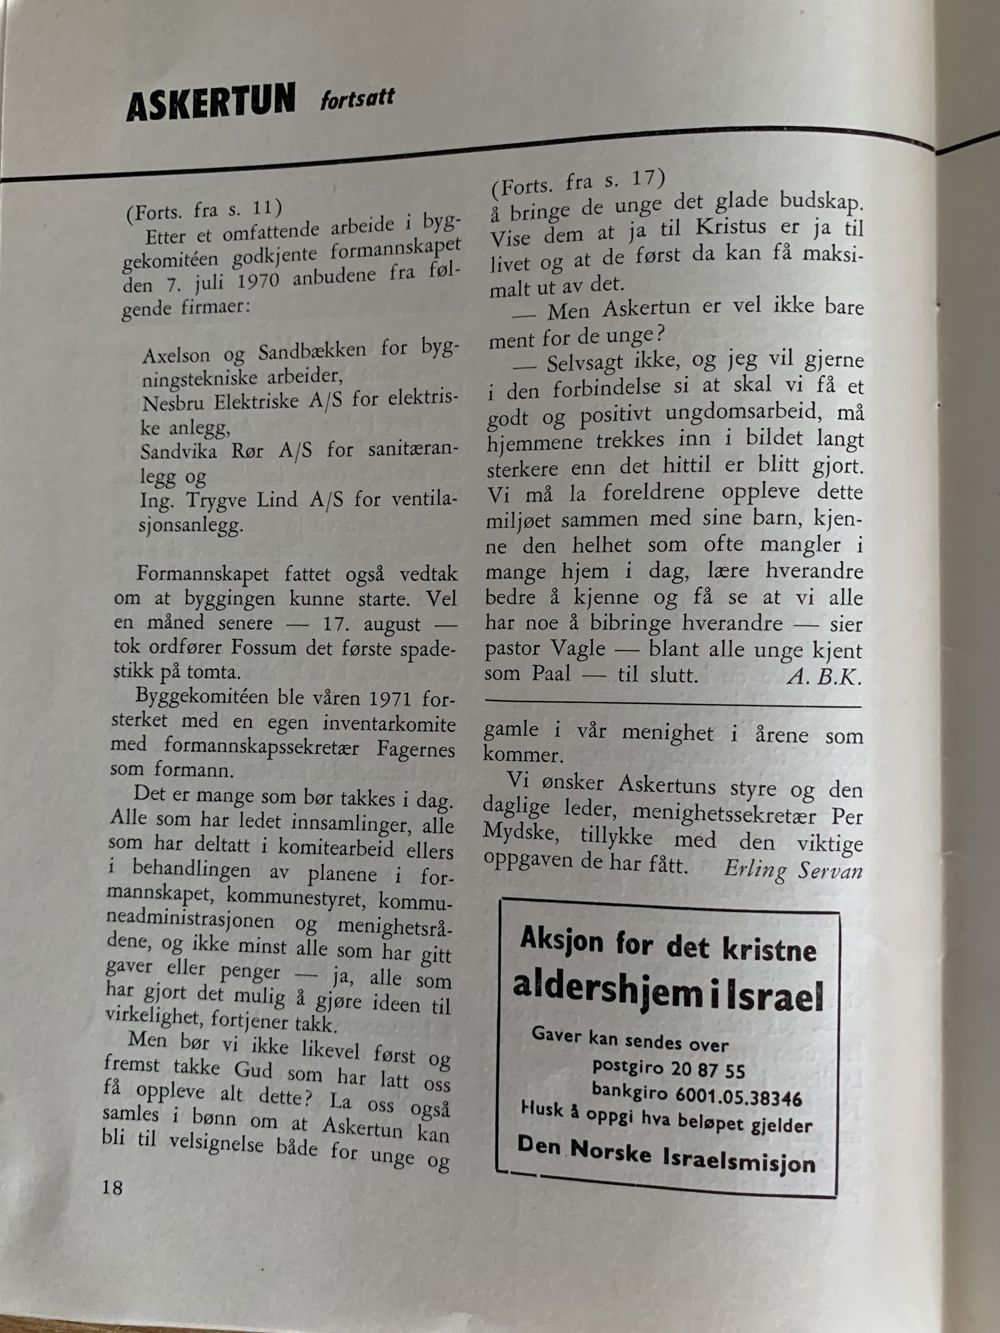 ASKERTUN fortsatt
(Forts. fra s. 11)
Etter et omfattende arbeide i byg-
gekomitéen godkjente formannskapet
den 7. juli 1970 anbudene fra føl-
gende firmaer:
Axelson og Sandbækken for byg-
ningstekniske arbeider,
Nesbru Elektriske A/S for elektris-
ke anlegg,
Sandvika Rør A/S for sanitæran-
legg og
Ing. Trygve Lind A/S for ventila-
sjonsanlegg.
Formannskapet fattet også vedtak
om at byggingen kunne starte. Vel
en måned senere — 17. august —
tok ordfører Fossum det første spade-
stikk på tomta.
Byggekomitéen ble våren 1971 for-
sterket med en egen inventarkomite
med formannskapssekretær Fagernes
som formann.
Det er mange som bør takkes i dag.
Alle som har ledet innsamlinger, alle
som har deltatt i komitearbeid ellers
i behandlingen av planene i for-
mannskapet, kommunestyret, kommu-
neadministrasjonen og menighetsrå-
dene, og ikke minst alle som har gitt
gaver eller penger — ja, alle som
har gjort det mulig å gjøre ideen til
virkelighet, fortjener takk.
Men bør vi ikke likevel først og
fremst takke Gud som har latt oss
få oppleve alt dette? La oss også
samles i bønn om at Askertun kan
bli til velsignelse både for unge og
(Forts. fra s. 17)
å bringe de unge det glade budskap.
Vise dem at ja til Kristus er ja til
livet og at de først da kan få maksi-
malt ut av det.
— Men Askertun er vel ikke bare
ment for de unge?
— Selvsagt ikke, og jeg vil gjerne
i den forbindelse si at skal vi få et
godt og positivt ungdomsarbeid, må
hjemmene trekkes inn i bildet langt
sterkere enn det hittil er blitt gjort.
Vi må la foreldrene oppleve dette
miljøet sammen med sine barn, kjen-
ne den helhet som ofte mangler i
mange hjem i dag, lære hverandre
bedre å kjenne og få se at vi alle
har noe å bibringe hverandre — sier
pastor Vagle — blant alle unge kjent
som Paal — til slutt. A. B.K.
gamle i vår menighet i årene som
kommer.
Vi ønsker Askertuns styre og den
daglige leder, menighetssekretær Per
Mydske, tillykke med den viktige
oppgaven de har fått. Erling Servan
Aksjon for det kristne
aldershjem i Israel
Gaver kan sendes over
postgiro 20 87 55
bankgiro 6001.05.38346
Husk å oppgi hva beløpet gjelder
Den Norske Israelsmisjon
18